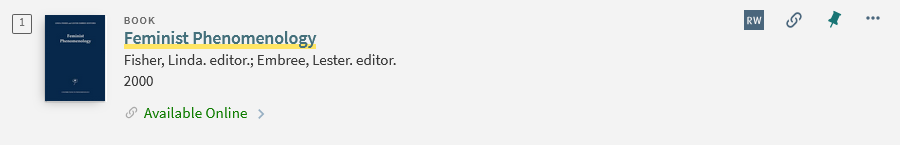 1
BOOK
Feminist Phenomenology
Fisher, Linda. editor.; Embree, Lester. editor.
2000
Available Online
RW
Feminist
Phenomenology